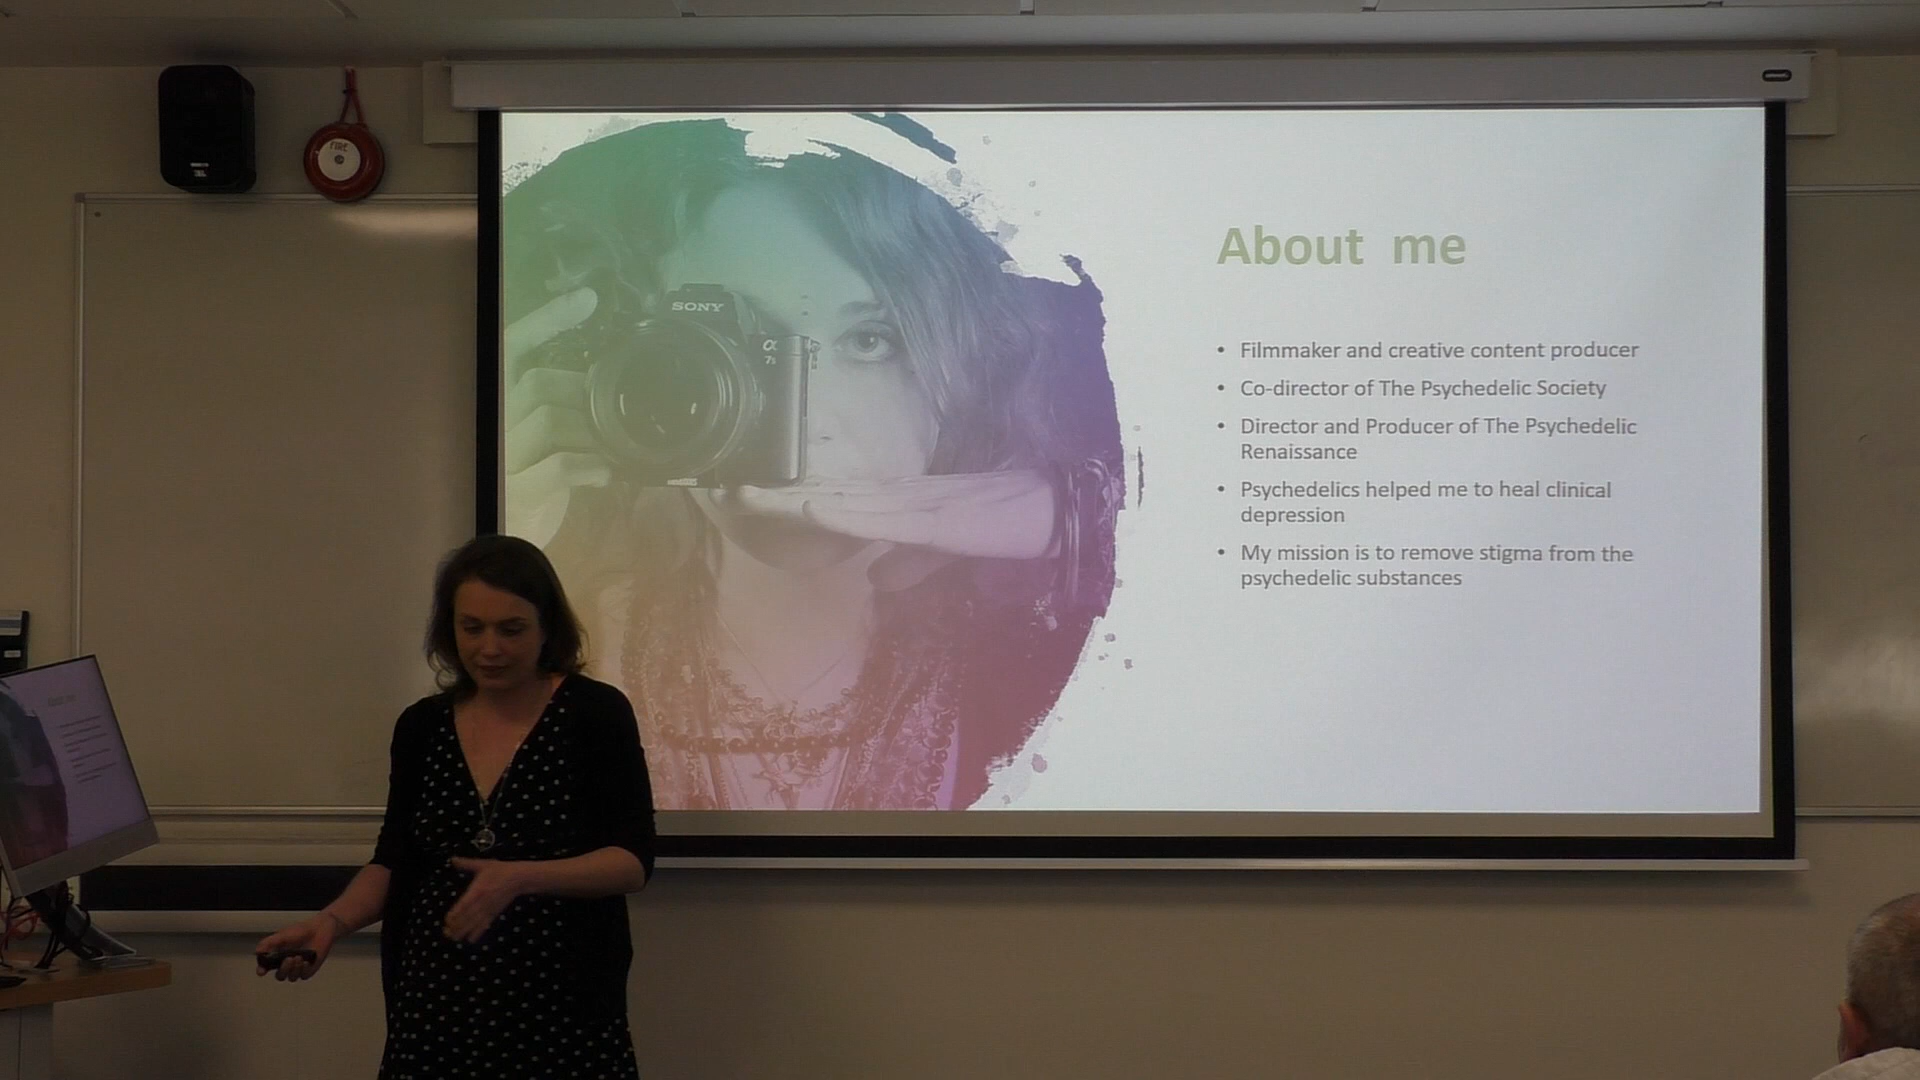 FIRE
JBL
SONY
α
7s
About me
• Filmmaker and creative content producer
• Co-director of The Psychedelic Society
• Director and Producer of The Psychedelic
Renaissance
• Psychedelics helped me to heal clinical
depression
• My mission is to remove stigma from the
psychedelic substances